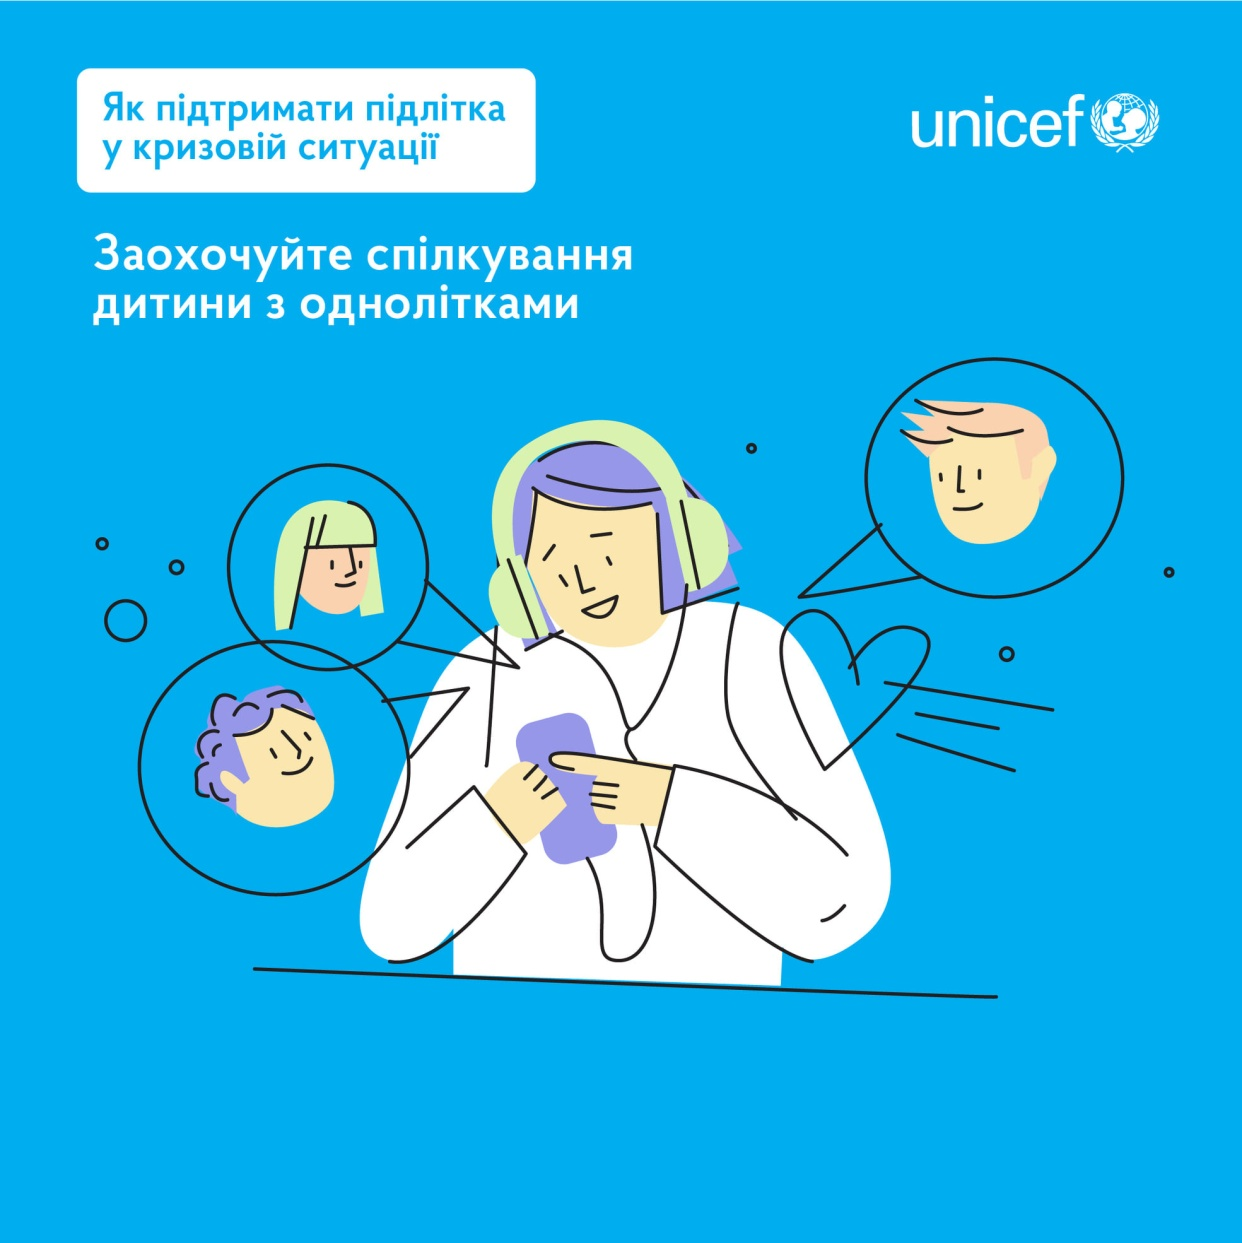 Як підтримати підлітка
у кризовій ситуації
unicef
Заохочуйте спілкування
дитини з однолітками